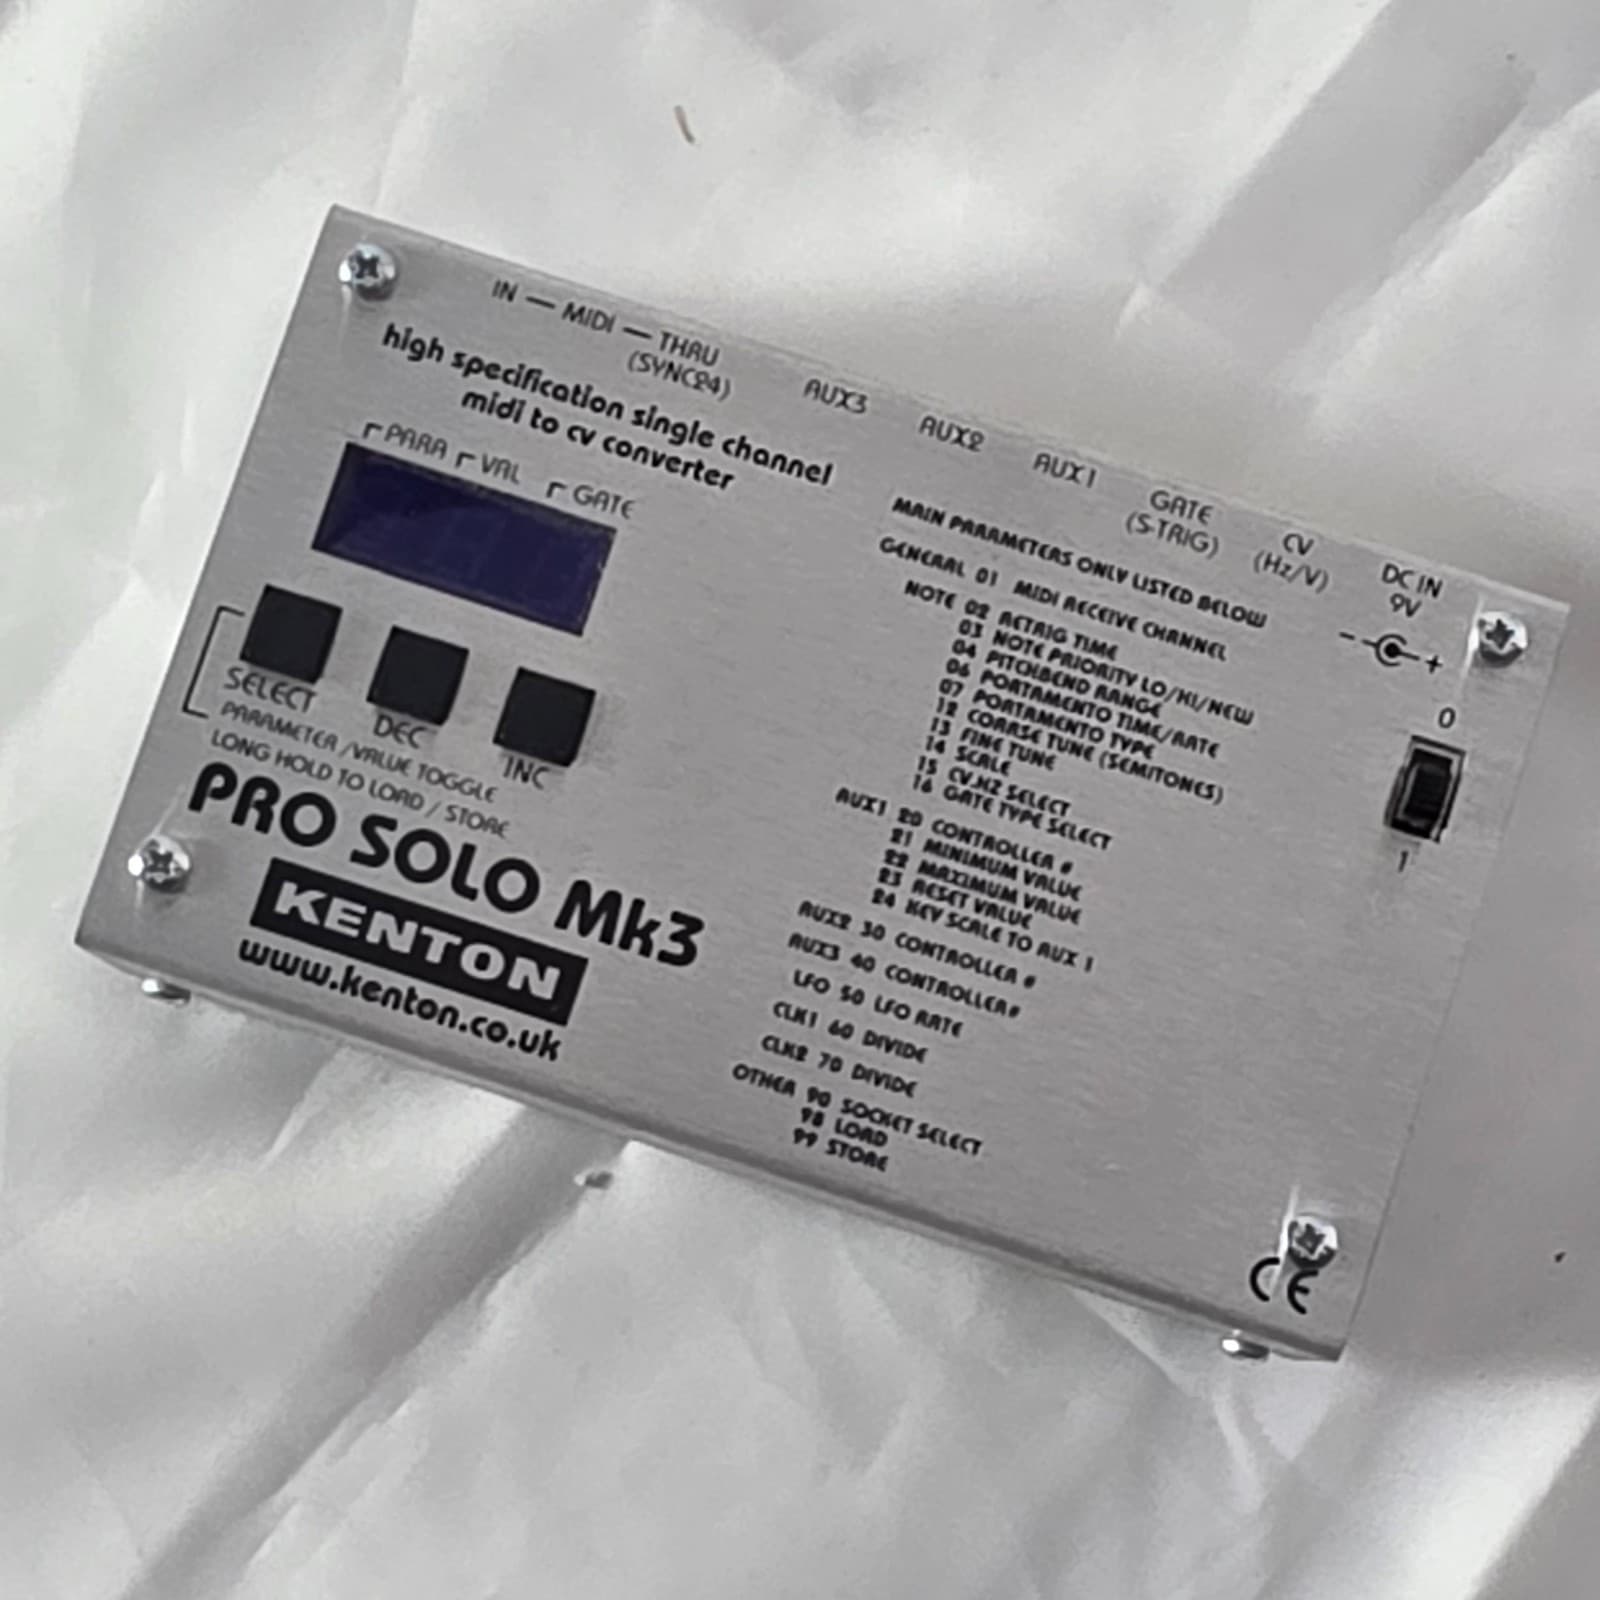 IN — MIDI — THRU
(SYNC24)
AUX3
AUX2
AUX1
GATE
(S-TRIG)
CV
(Hz/V)
DC IN
9V
- +
0
1
high specification single channel
midi to cv converter
PARA VAL GATE
SELECT
DEC
INC
PARAMETER /VALUE TOGGLE
LONG HOLD TO LOAD / STORE
PRO SOLO Mk3
KENTON
www.kenton.co.uk
MAIN PARAMETERS ONLY LISTED BELOW
GENERAL 01 MIDI RECEIVE CHANNEL
NOTE 02 RETRIG TIME
03 NOTE PRIORITY LO/HI/NEW
04 PITCHBEND RANGE
06 PORTAMENTO TIME/RATE
07 PORTAMENTO TYPE
12 COARSE TUNE (SEMITONES)
13 FINE TUNE
14 SCALE
15 CV.HZ SELECT
16 GATE TYPE SELECT
AUX1 20 CONTROLLER #
21 MINIMUM VALUE
22 MAXIMUM VALUE
23 RESET VALUE
24 KEY SCALE TO AUX 1
AUX2 30 CONTROLLER #
AUX3 40 CONTROLLER#
LFO 50 LFO RATE
CLK1 60 DIVIDE
CLK2 70 DIVIDE
OTHER 90 SOCKET SELECT
98 LOAD
99 STORE
CE